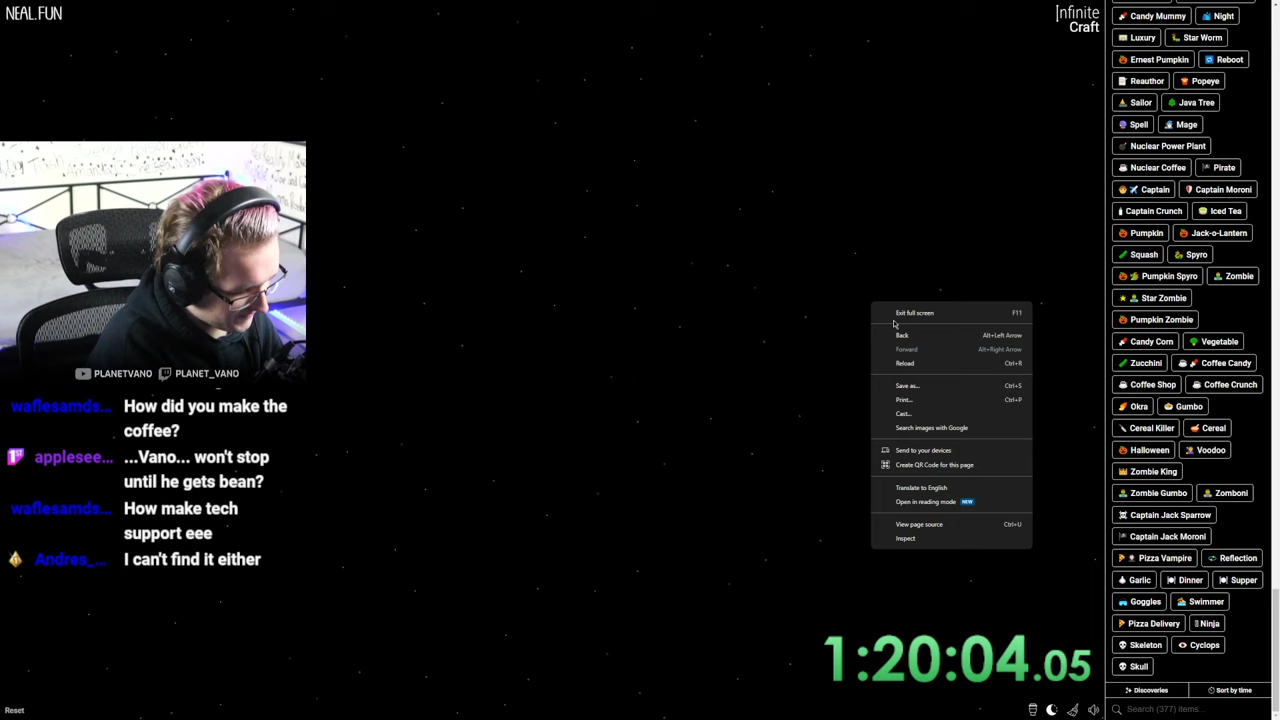 NEAL.FUN
Infinite
Craft
PLANETVANO PLANET_VANO
waflesamds... How did you make the
coffee?
appleseee... ...Vano... won't stop
until he gets bean?
waflesamds... How make tech
support eee
Andres_... I can't find it either
Exit full screen F11
Back Alt+Left Arrow
Forward Alt+Right Arrow
Reload Ctrl+R
Save as... Ctrl+S
Print... Ctrl+P
Cast...
Search images with Google
Send to your devices
Create QR Code for this page
Translate to English
Open in reading mode NEW
View page source Ctrl+U
Inspect
1:20:04.05
Reset
Candy Mummy Night
Luxury Star Worm
Ernest Pumpkin Reboot
Reauthor Popeye
Sailor Java Tree
Spell Mage
Nuclear Power Plant
Nuclear Coffee Pirate
Captain Captain Moroni
Captain Crunch Iced Tea
Pumpkin Jack-o-Lantern
Squash Spyro
Pumpkin Spyro Zombie
Star Zombie
Pumpkin Zombie
Candy Corn Vegetable
Zucchini Coffee Candy
Coffee Shop Coffee Crunch
Okra Gumbo
Cereal Killer Cereal
Halloween Voodoo
Zombie King
Zombie Gumbo Zomboni
Captain Jack Sparrow
Captain Jack Moroni
Pizza Vampire Reflection
Garlic Dinner Supper
Goggles Swimmer
Pizza Delivery Ninja
Skeleton Cyclops
Skull
Discoveries Sort by time
Search (377) items...